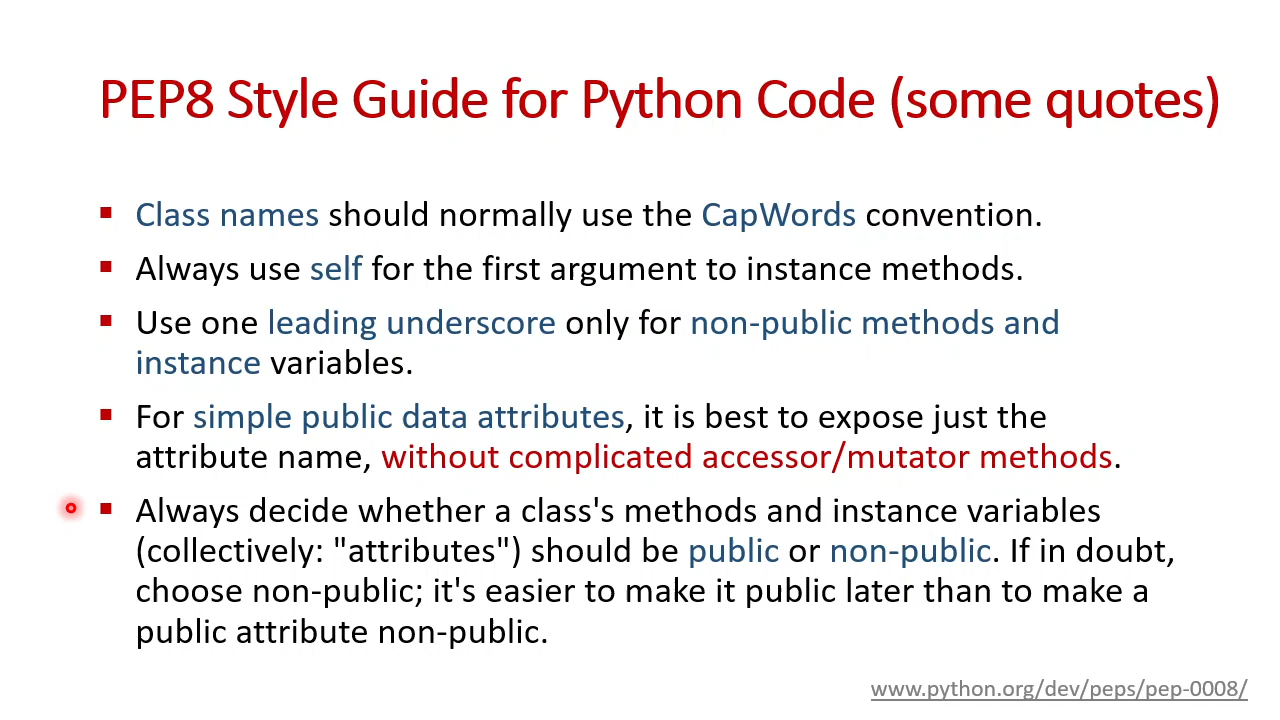 PEP8 Style Guide for Python Code (some quotes)
Class names should normally use the CapWords convention.
Always use self for the first argument to instance methods.
Use one leading underscore only for non-public methods and
instance variables.
For simple public data attributes, it is best to expose just the
attribute name, without complicated accessor/mutator methods.
Always decide whether a class's methods and instance variables
(collectively: "attributes") should be public or non-public. If in doubt,
choose non-public; it's easier to make it public later than to make a
public attribute non-public.
www.python.org/dev/peps/pep-0008/